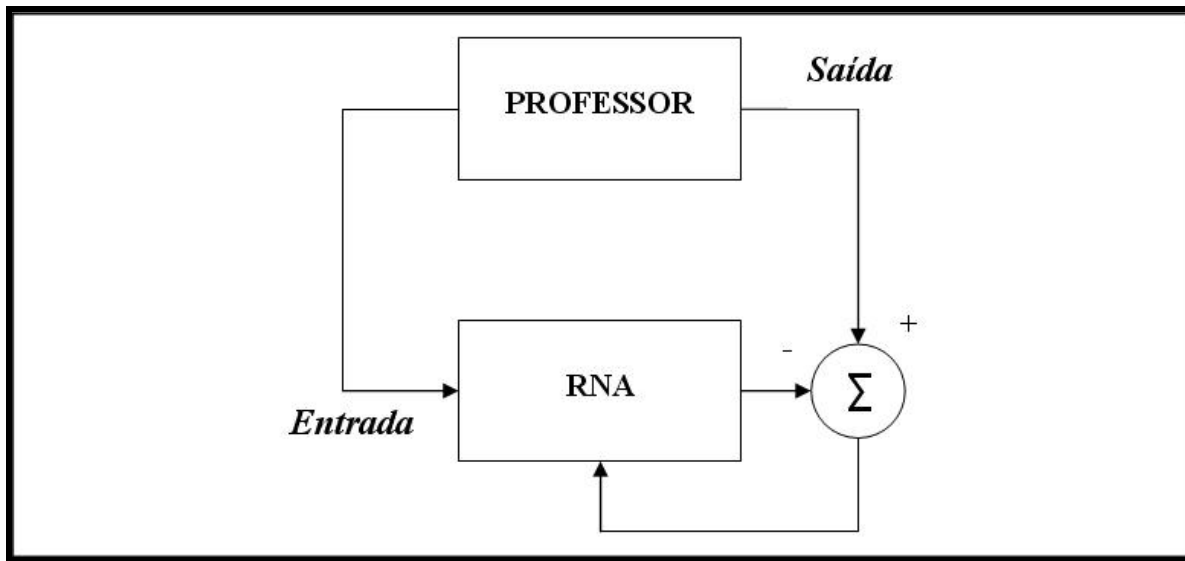 Saída
PROFESSOR
+
-
RNA
Σ
Entrada